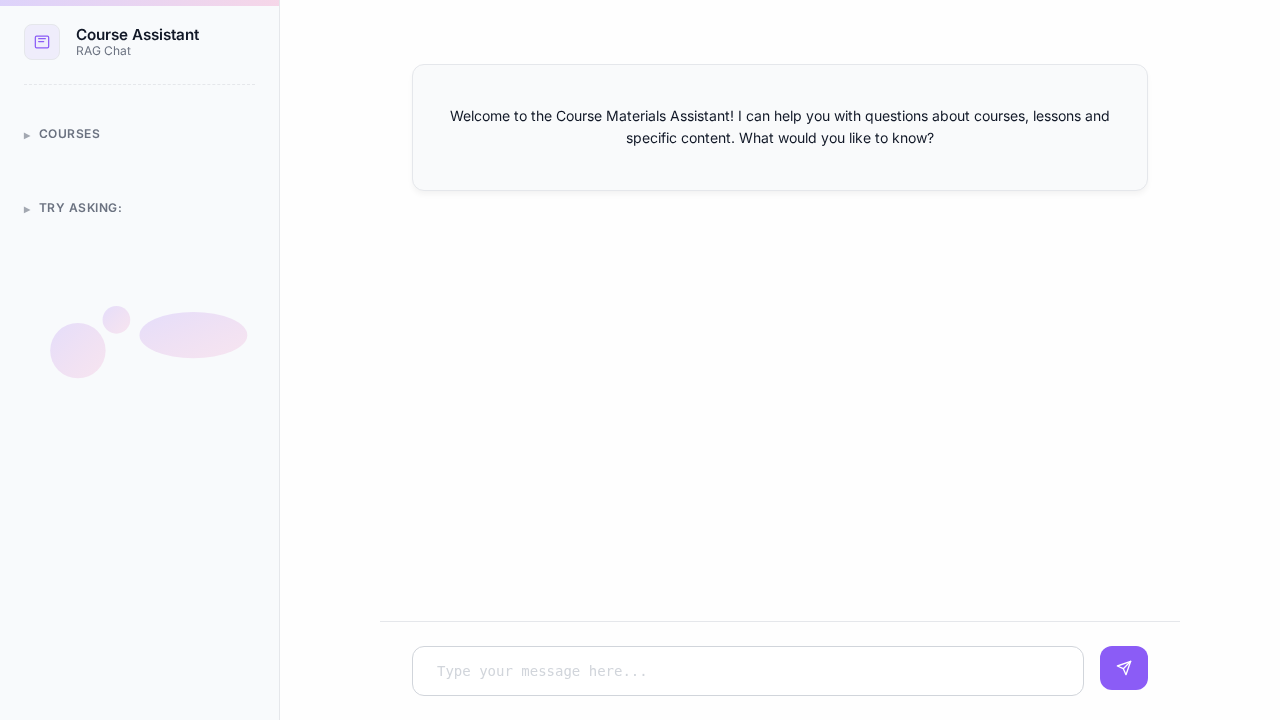 Course Assistant
RAG Chat
▶ COURSES
▶ TRY ASKING:
Welcome to the Course Materials Assistant! I can help you with questions about courses, lessons and
specific content. What would you like to know?
Type your message here...